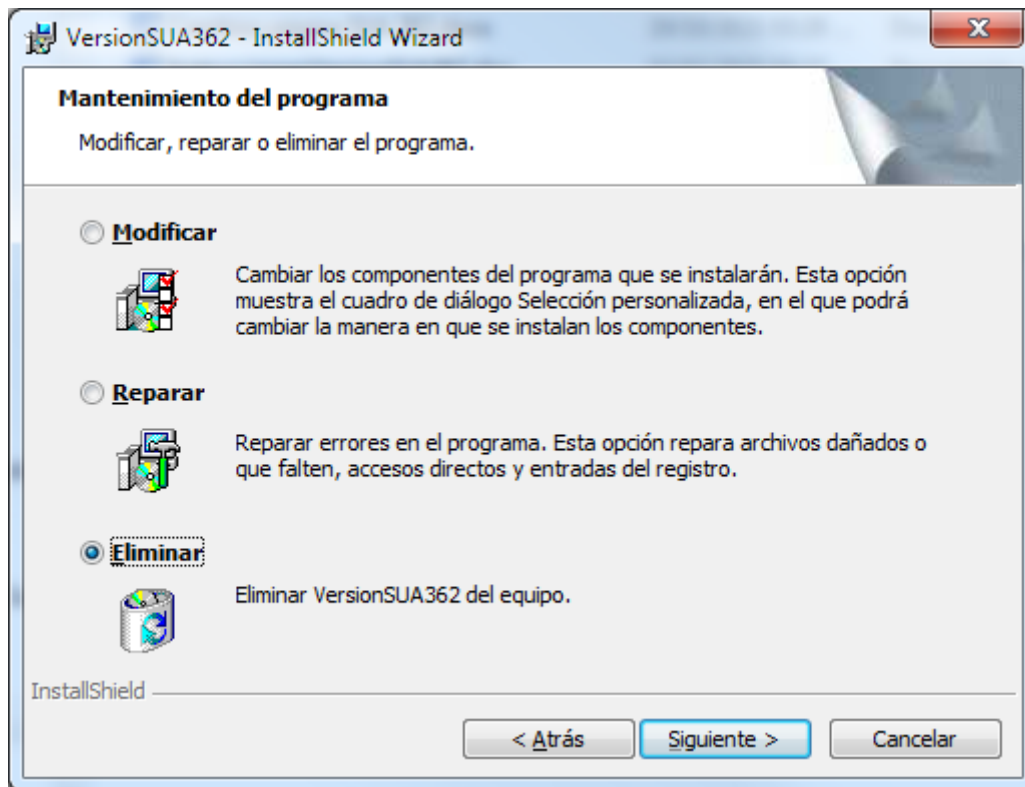 VersionSUA362 - InstallShield Wizard
Mantenimiento del programa
Modificar, reparar o eliminar el programa.
Modificar
Cambiar los componentes del programa que se instalarán. Esta opción
muestra el cuadro de diálogo Selección personalizada, en el que podrá
cambiar la manera en que se instalan los componentes.
Reparar
Reparar errores en el programa. Esta opción repara archivos dañados o
que falten, accesos directos y entradas del registro.
Eliminar
Eliminar VersionSUA362 del equipo.
InstallShield
< Atrás
Siguiente >
Cancelar